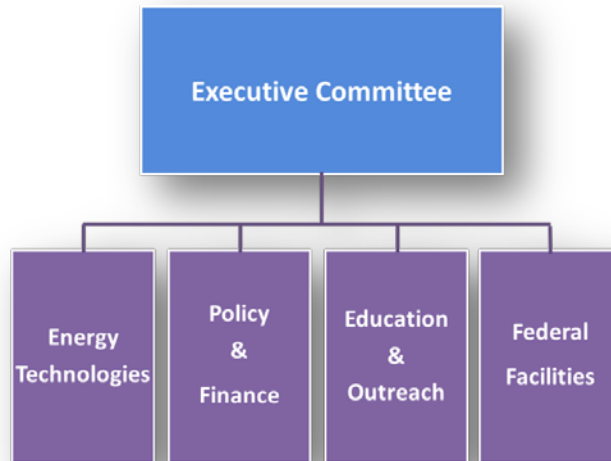 Executive Committee
Energy
Technologies
Policy
&
Finance
Education
&
Outreach
Federal
Facilities